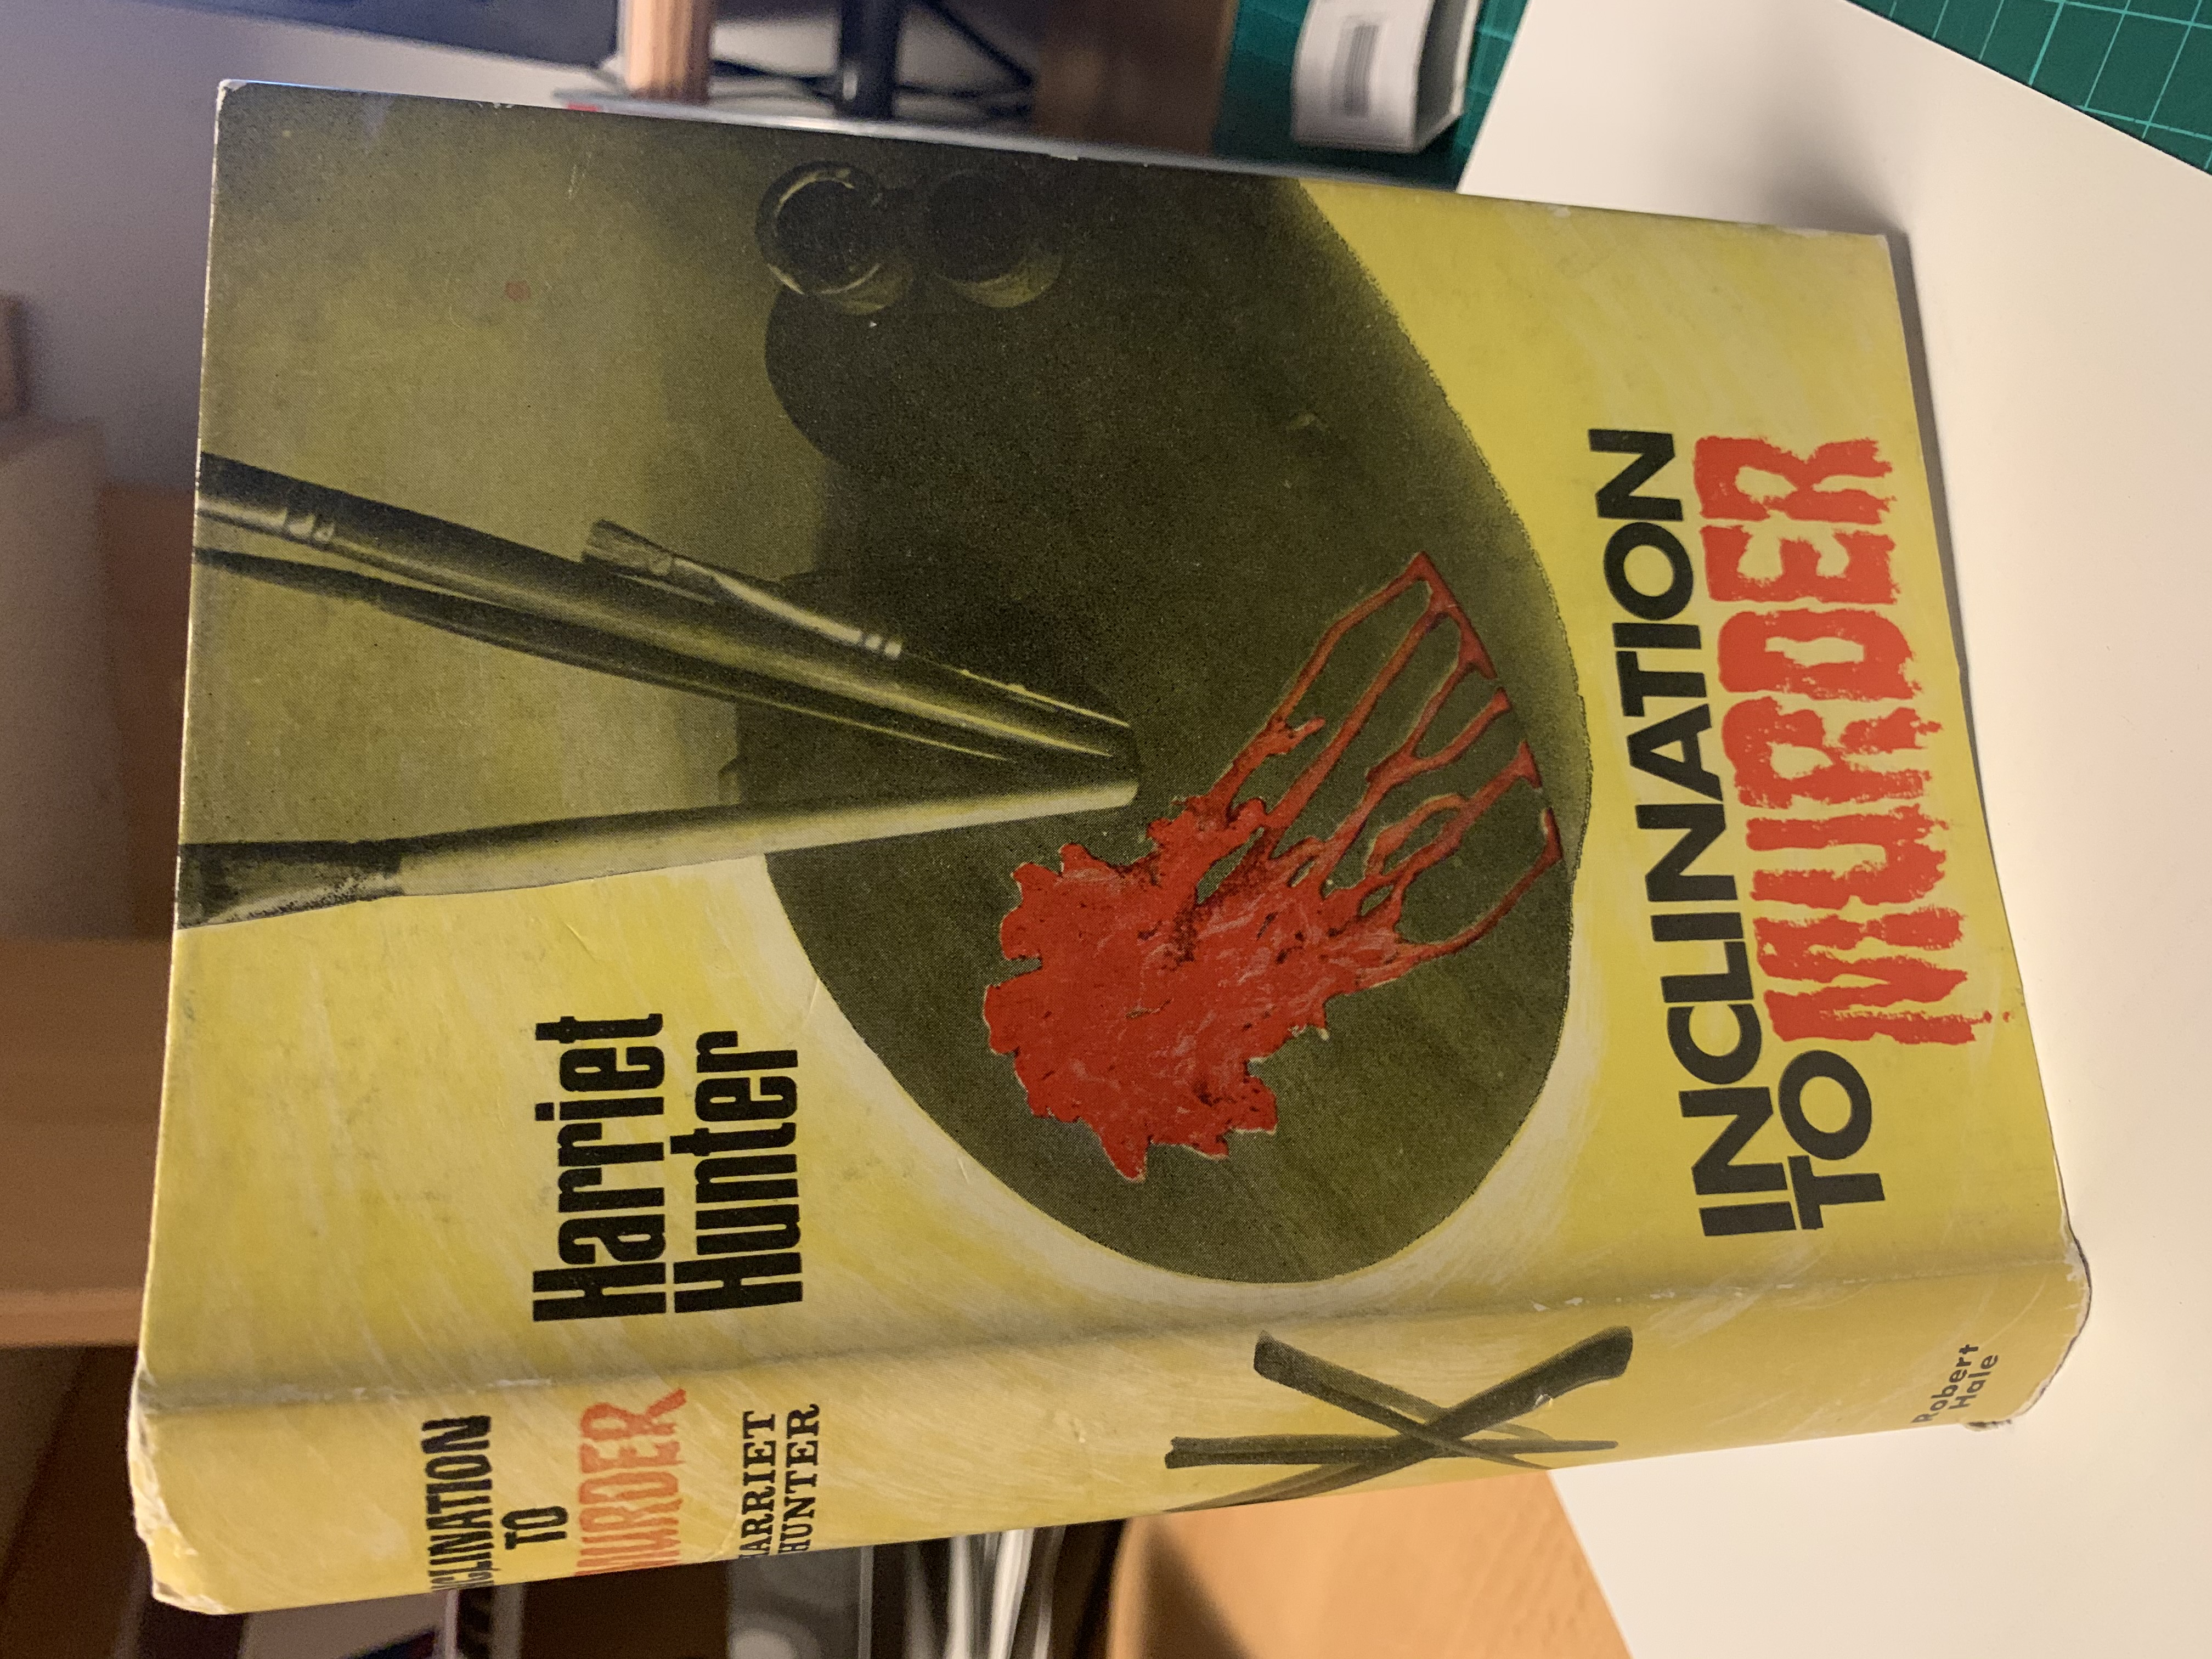 Harriet
Hunter
INCLINATION
TO MURDER
INCLINATION
TO
MURDER
HARRIET
HUNTER
Robert
Hale